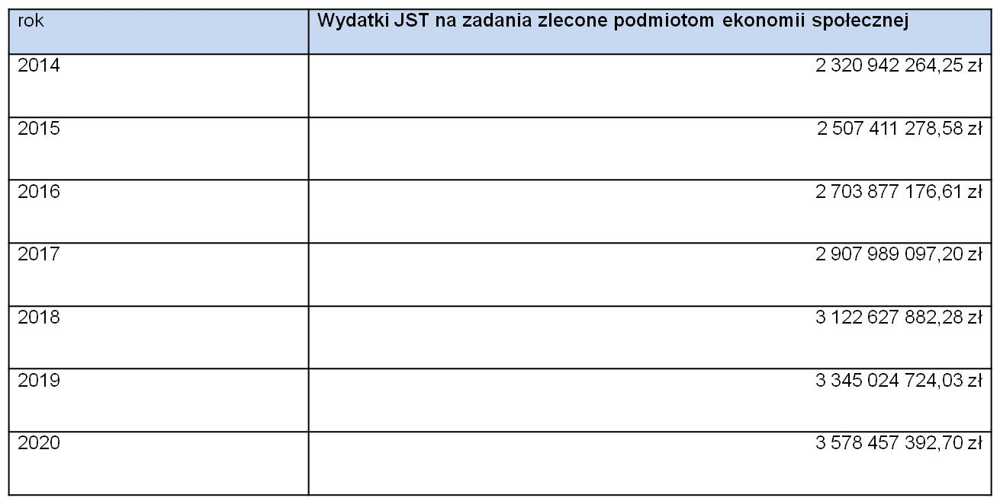 rok Wydatki JST na zadania zlecone podmiotom ekonomii społecznej
2014 2 320 942 264,25 zł
2015 2 507 411 278,58 zł
2016 2 703 877 176,61 zł
2017 2 907 989 097,20 zł
2018 3 122 627 882,28 zł
2019 3 345 024 724,03 zł
2020 3 578 457 392,70 zł